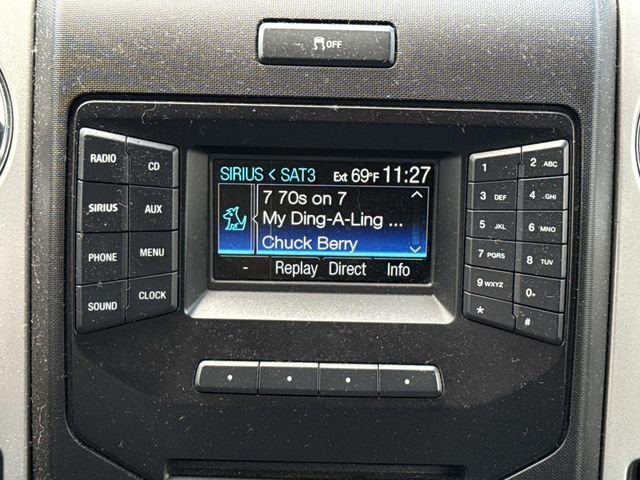 OFF
RADIO CD
SIRIUS AUX
PHONE MENU
SOUND CLOCK
SIRIUS < SAT3 Ext 69°F 11:27
7 70s on 7
My Ding-A-Ling ...
Chuck Berry
- Replay Direct Info
1 2 ABC
3 DEF 4 GHI
5 JKL 6 MNO
7 PQRS 8 TUV
9 WXYZ 0+
* #